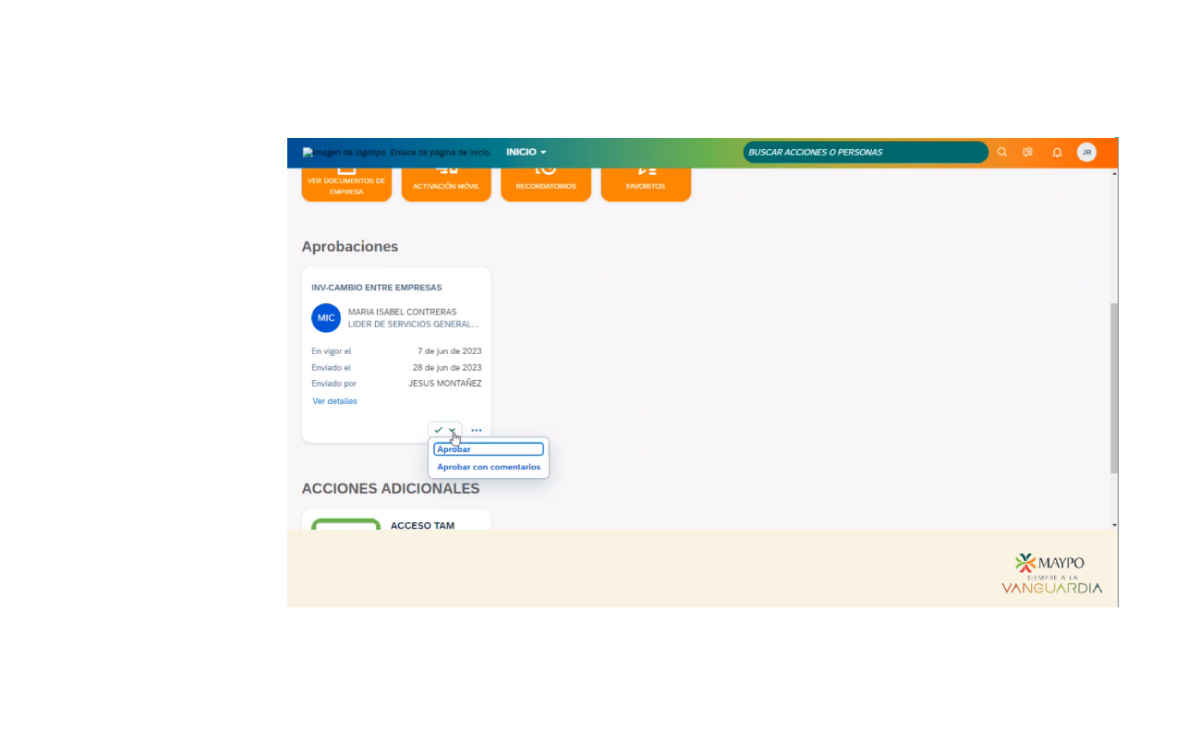 Imagen de logotipo. Enlace de página de inicio. INICIO BUSCAR ACCIONES O PERSONAS JR
VER DOCUMENTOS DE
EMPRESA
ACTIVACIÓN MÓVIL
RECORDATORIOS
FAVORITOS
Aprobaciones
INV-CAMBIO ENTRE EMPRESAS
MIC
MARIA ISABEL CONTRERAS
LIDER DE SERVICIOS GENERAL...
En vigor el 7 de jun de 2023
Enviado el 28 de jun de 2023
Enviado por JESUS MONTAÑEZ
Ver detalles
Aprobar
Aprobar con comentarios
ACCIONES ADICIONALES
ACCESO TAM
MAYPO
SIEMPRE A LA
VANGUARDIA